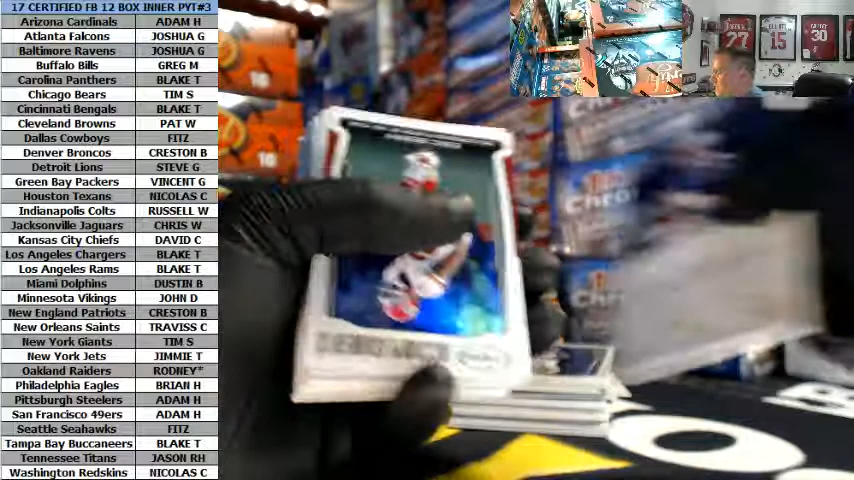 17 CERTIFIED FB 12 BOX INNER PYT#3
Arizona Cardinals ADAM H
Atlanta Falcons JOSHUA G
Baltimore Ravens JOSHUA G
Buffalo Bills GREG M
Carolina Panthers BLAKE T
Chicago Bears TIM S
Cincinnati Bengals BLAKE T
Cleveland Browns PAT W
Dallas Cowboys FITZ
Denver Broncos CRESTON B
Detroit Lions STEVE G
Green Bay Packers VINCENT G
Houston Texans NICOLAS C
Indianapolis Colts RUSSELL W
Jacksonville Jaguars CHRIS W
Kansas City Chiefs DAVID C
Los Angeles Chargers BLAKE T
Los Angeles Rams BLAKE T
Miami Dolphins DUSTIN B
Minnesota Vikings JOHN D
New England Patriots CRESTON B
New Orleans Saints TRAVISS C
New York Giants TIM S
New York Jets JIMMIE T
Oakland Raiders RODNEY*
Philadelphia Eagles BRIAN H
Pittsburg Steelers ADAM H
San Francisco 49ers ADAM H
Seattle Seahawks FITZ
Tampa Bay Buccaneers BLAKE T
Tennessee Titans JASON RH
Washington Redskins NICOLAS C
27
15
30